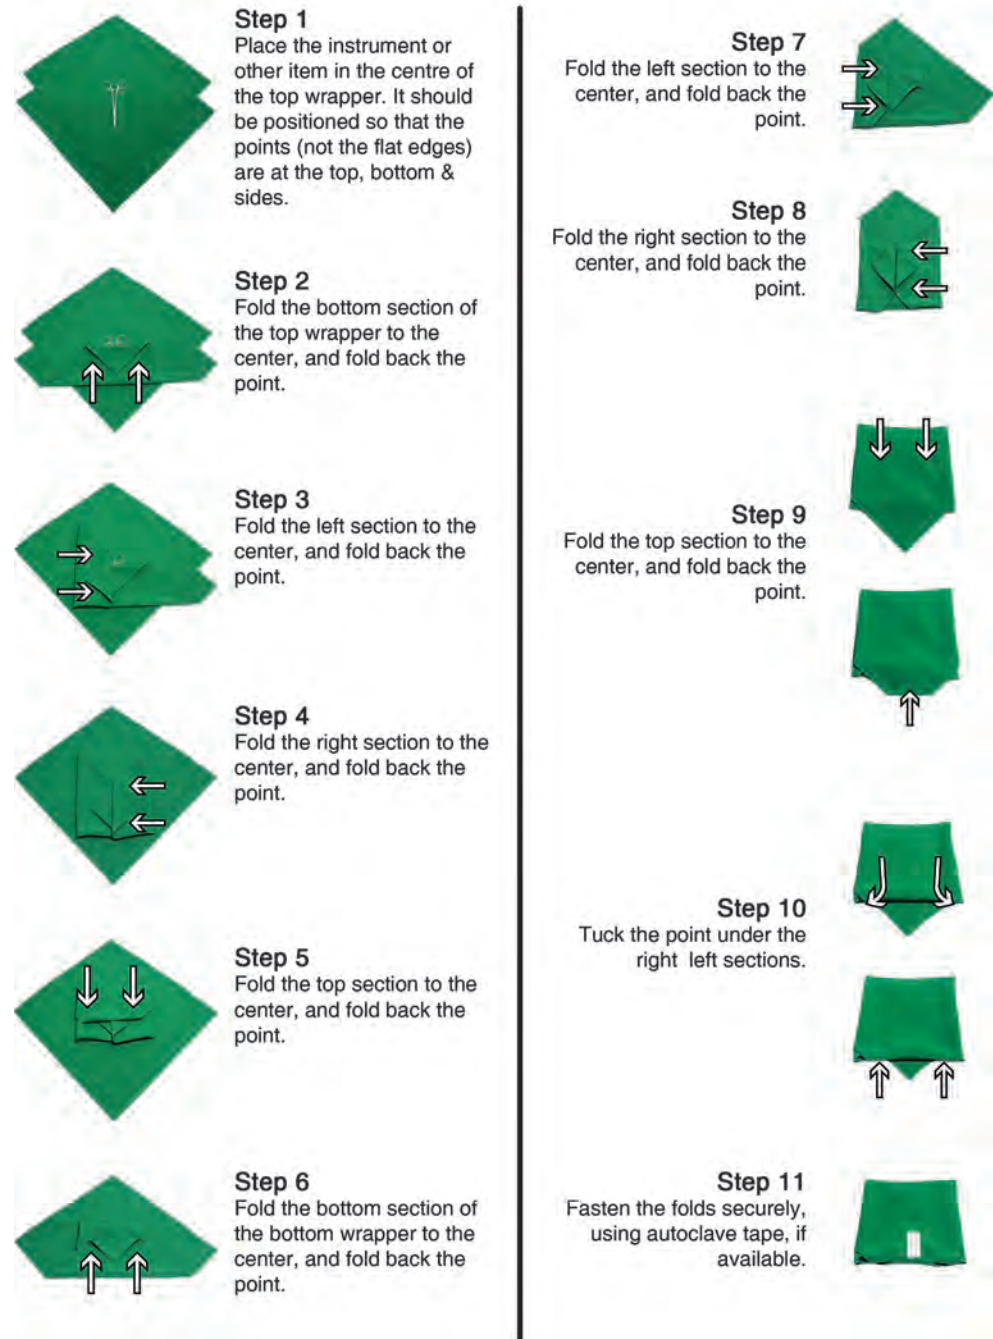 Step 1
Place the instrument or
other item in the centre of
the top wrapper. It should
be positioned so that the
points (not the flat edges)
are at the top, bottom &
sides.
Step 2
Fold the bottom section of
the top wrapper to the
center, and fold back the
point.
Step 3
Fold the left section to the
center, and fold back the
point.
Step 4
Fold the right section to the
center, and fold back the
point.
Step 5
Fold the top section to the
center, and fold back the
point.
Step 6
Fold the bottom section of
the bottom wrapper to the
center, and fold back the
point.
Step 7
Fold the left section to the
center, and fold back the
point.
Step 8
Fold the right section to the
center, and fold back the
point.
Step 9
Fold the top section to the
center, and fold back the
point.
Step 10
Tuck the point under the
right left sections.
Step 11
Fasten the folds securely,
using autoclave tape, if
available.